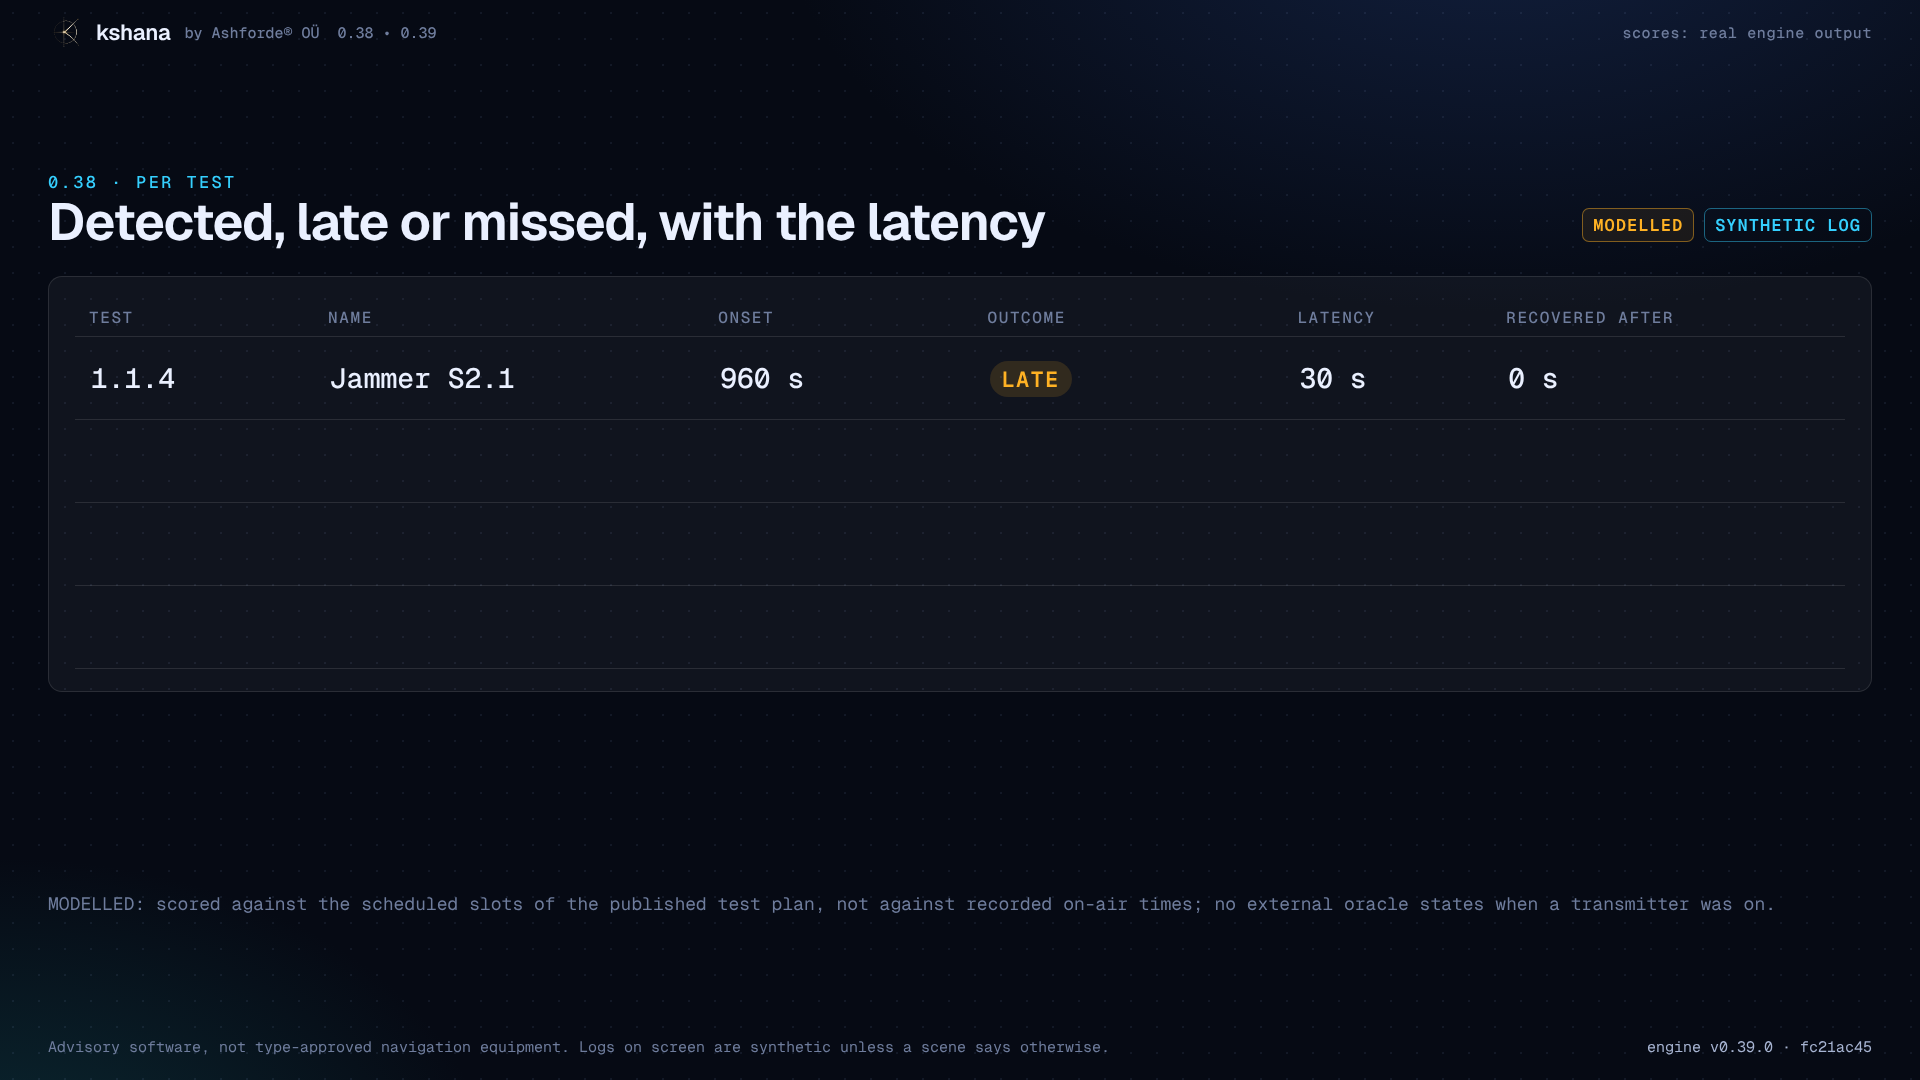 kshana by Ashforde® OÜ 0.38 • 0.39
scores: real engine output
0.38 · PER TEST
Detected, late or missed, with the latency
MODELLED SYNTHETIC LOG
TEST NAME ONSET OUTCOME LATENCY RECOVERED AFTER
1.1.4 Jammer S2.1 960 s LATE 30 s 0 s
MODELLED: scored against the scheduled slots of the published test plan, not against recorded on-air times; no external oracle states when a transmitter was on.
Advisory software, not type-approved navigation equipment. Logs on screen are synthetic unless a scene says otherwise.
engine v0.39.0 · fc21ac45